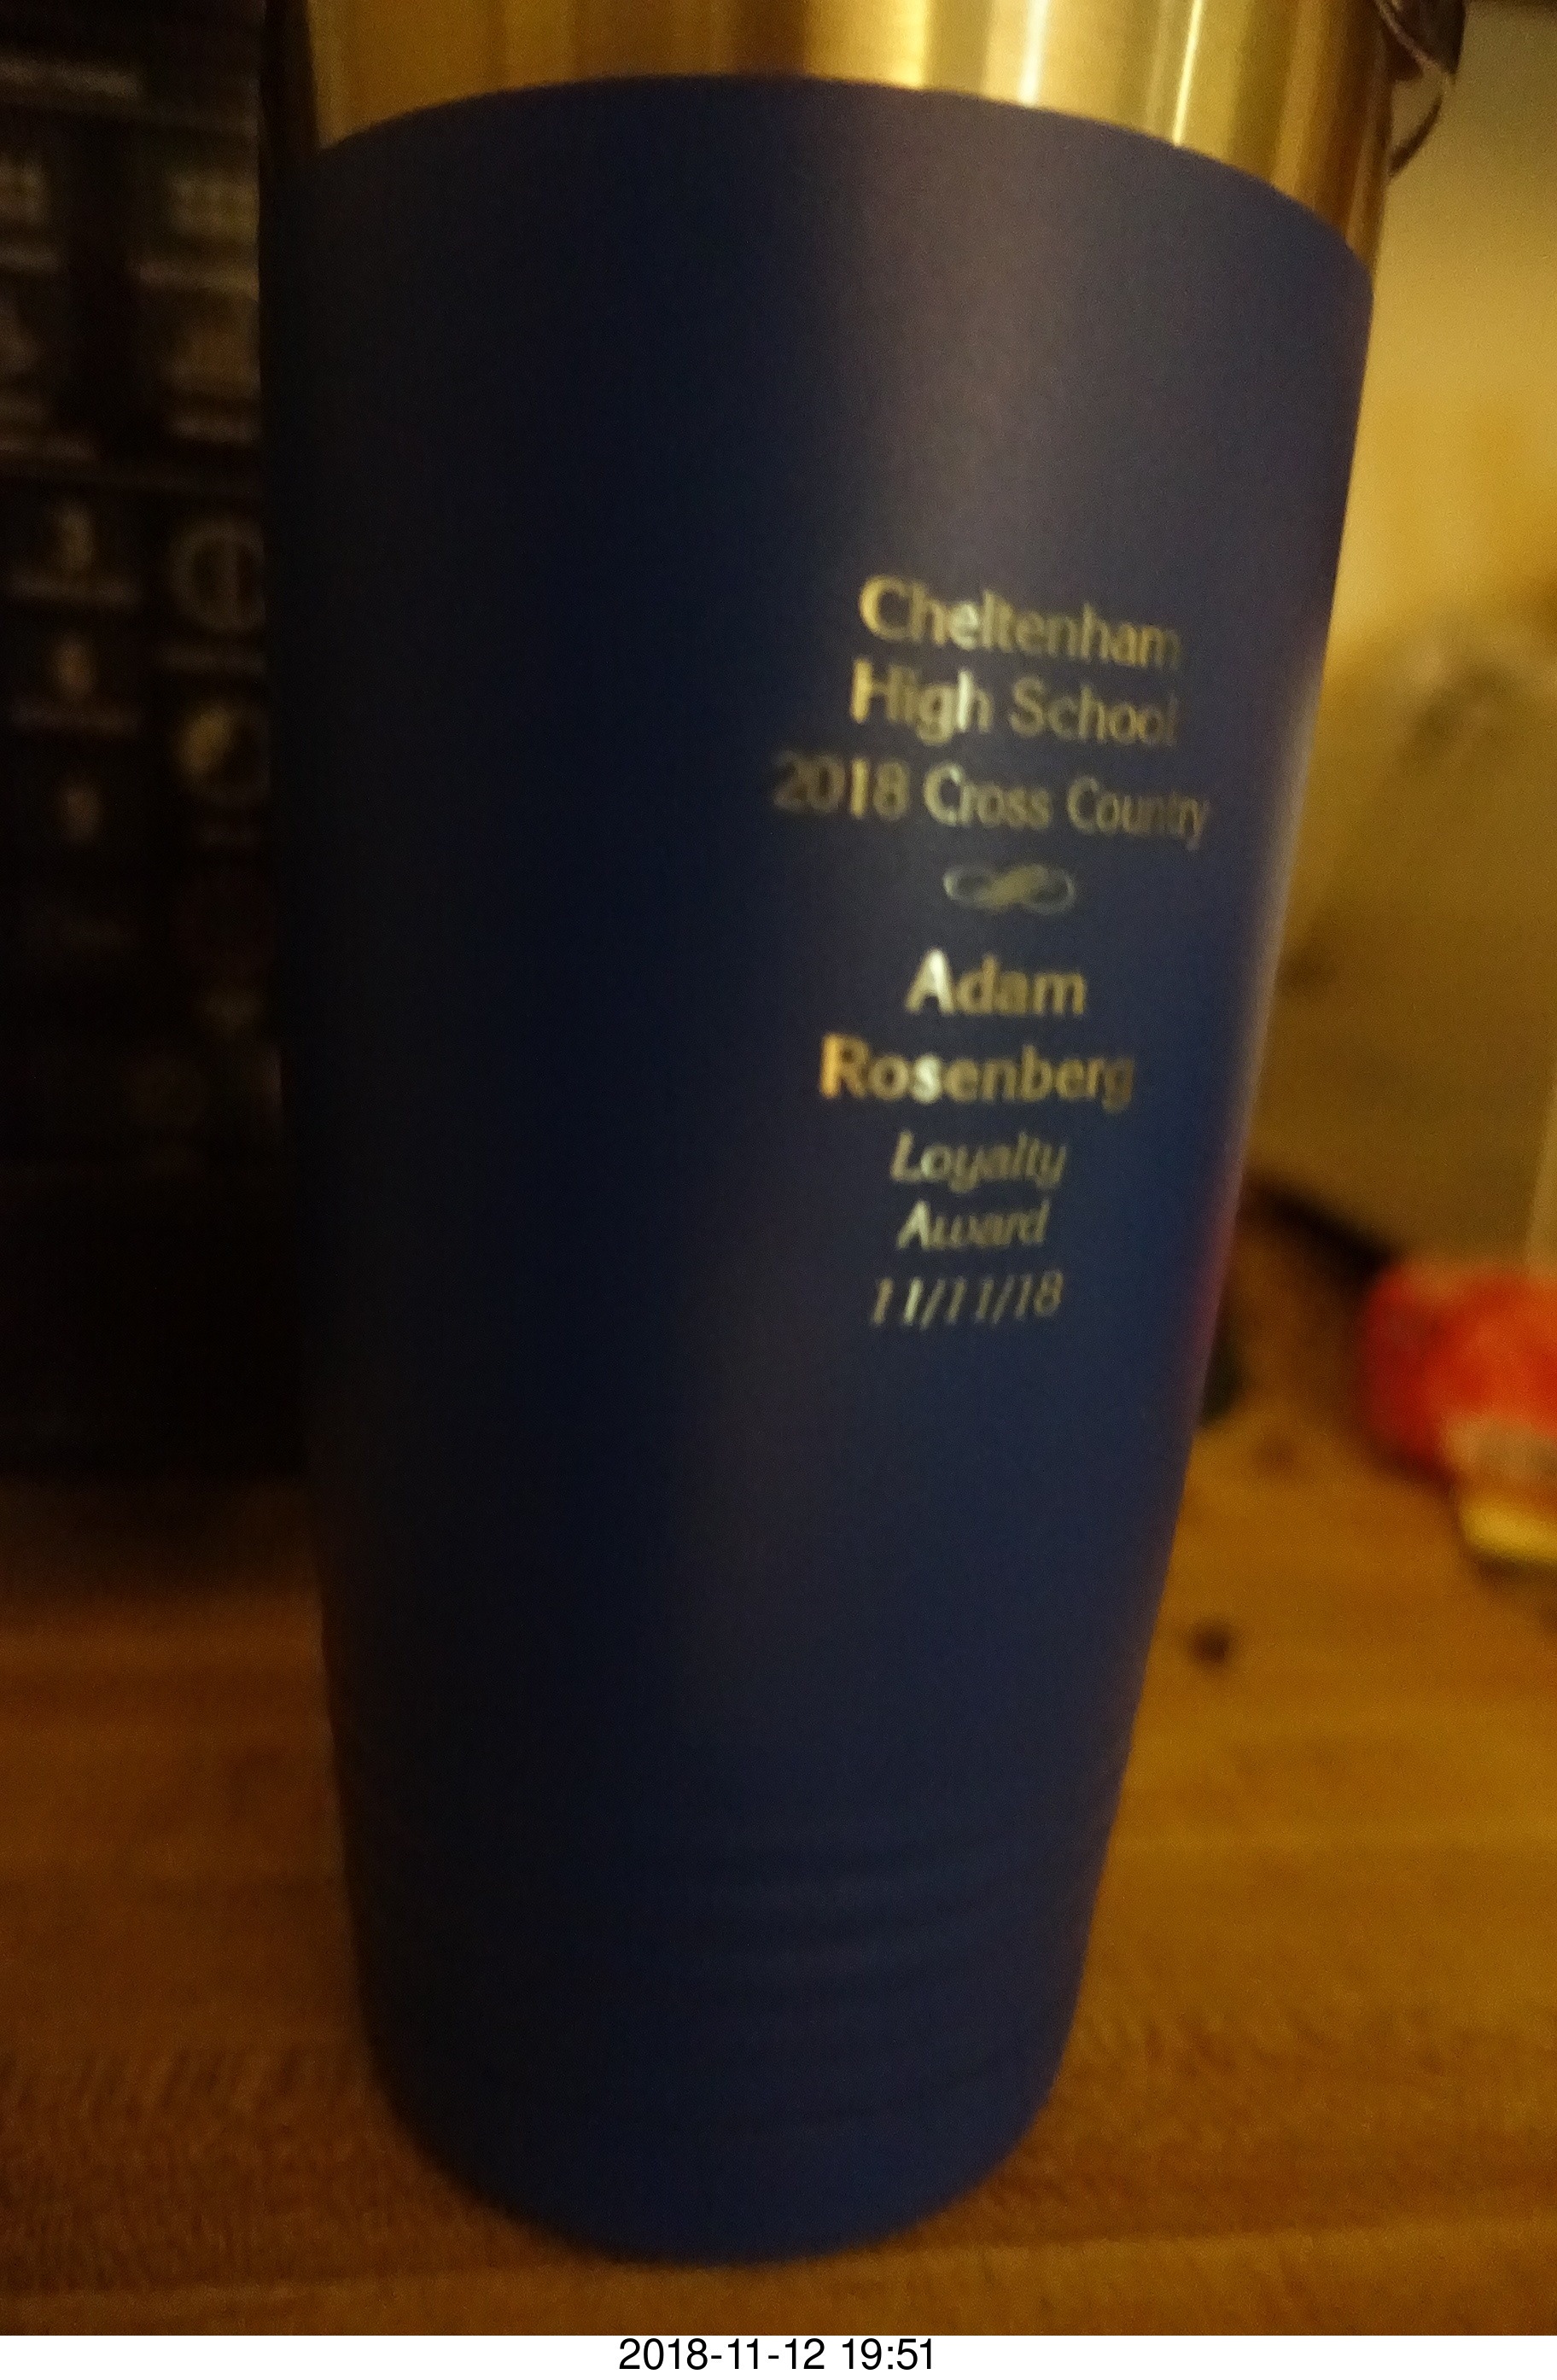 Cheltenham
High School
2018 Cross Country
Adam
Rosenberg
Loyalty
Award
11/11/18
2018-11-12 19:51